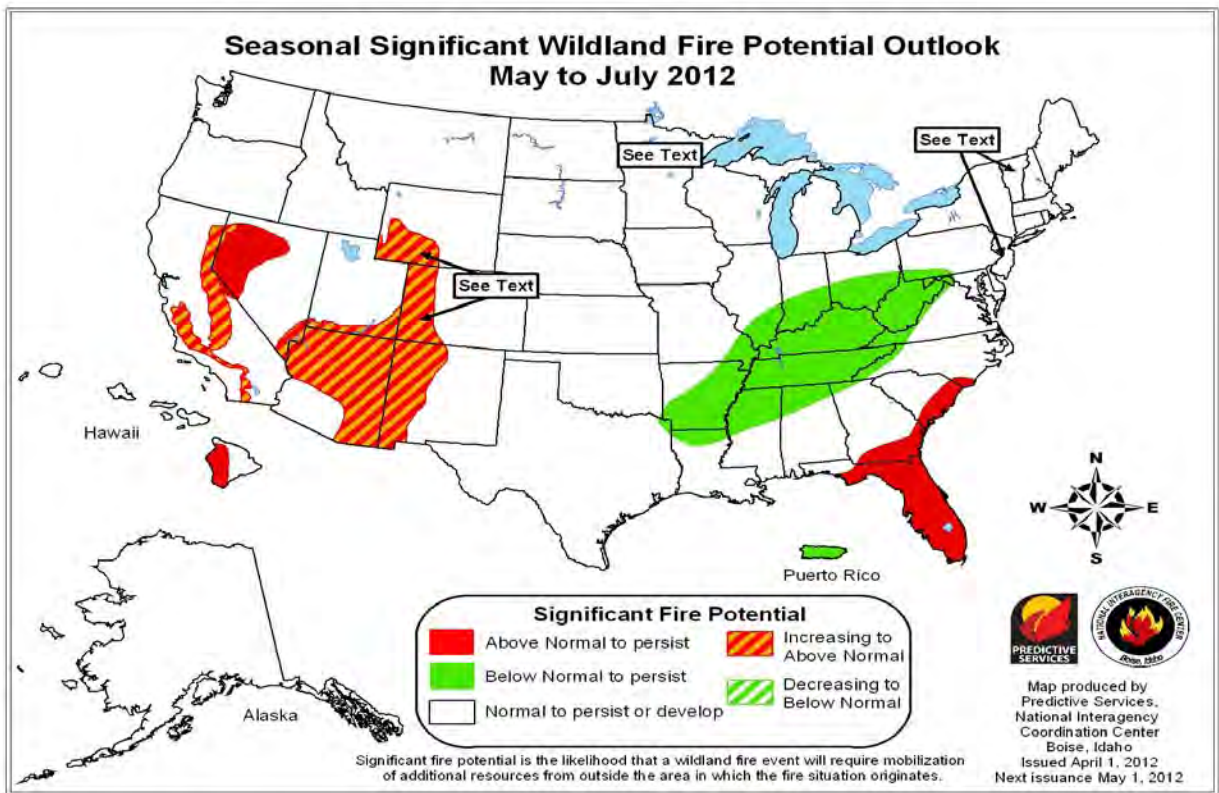 Seasonal Significant Wildland Fire Potential Outlook
May to July 2012
See Text
See Text
See Text
Hawaii
N
W E
S
Puerto Rico
Alaska
Significant Fire Potential
Above Normal to persist
Increasing to
Above Normal
Below Normal to persist
Decreasing to
Below Normal
Normal to persist or develop
PREDICTIVE
SERVICES
NATIONAL INTERAGENCY FIRE CENTER
Boise, Idaho
Map produced by
Predictive Services,
National Interagency
Coordination Center
Boise, Idaho
Issued April 1, 2012
Next issuance May 1, 2012
Significant fire potential is the likelihood that a wildland fire event will require mobilization
of additional resources from outside the area in which the fire situation originates.